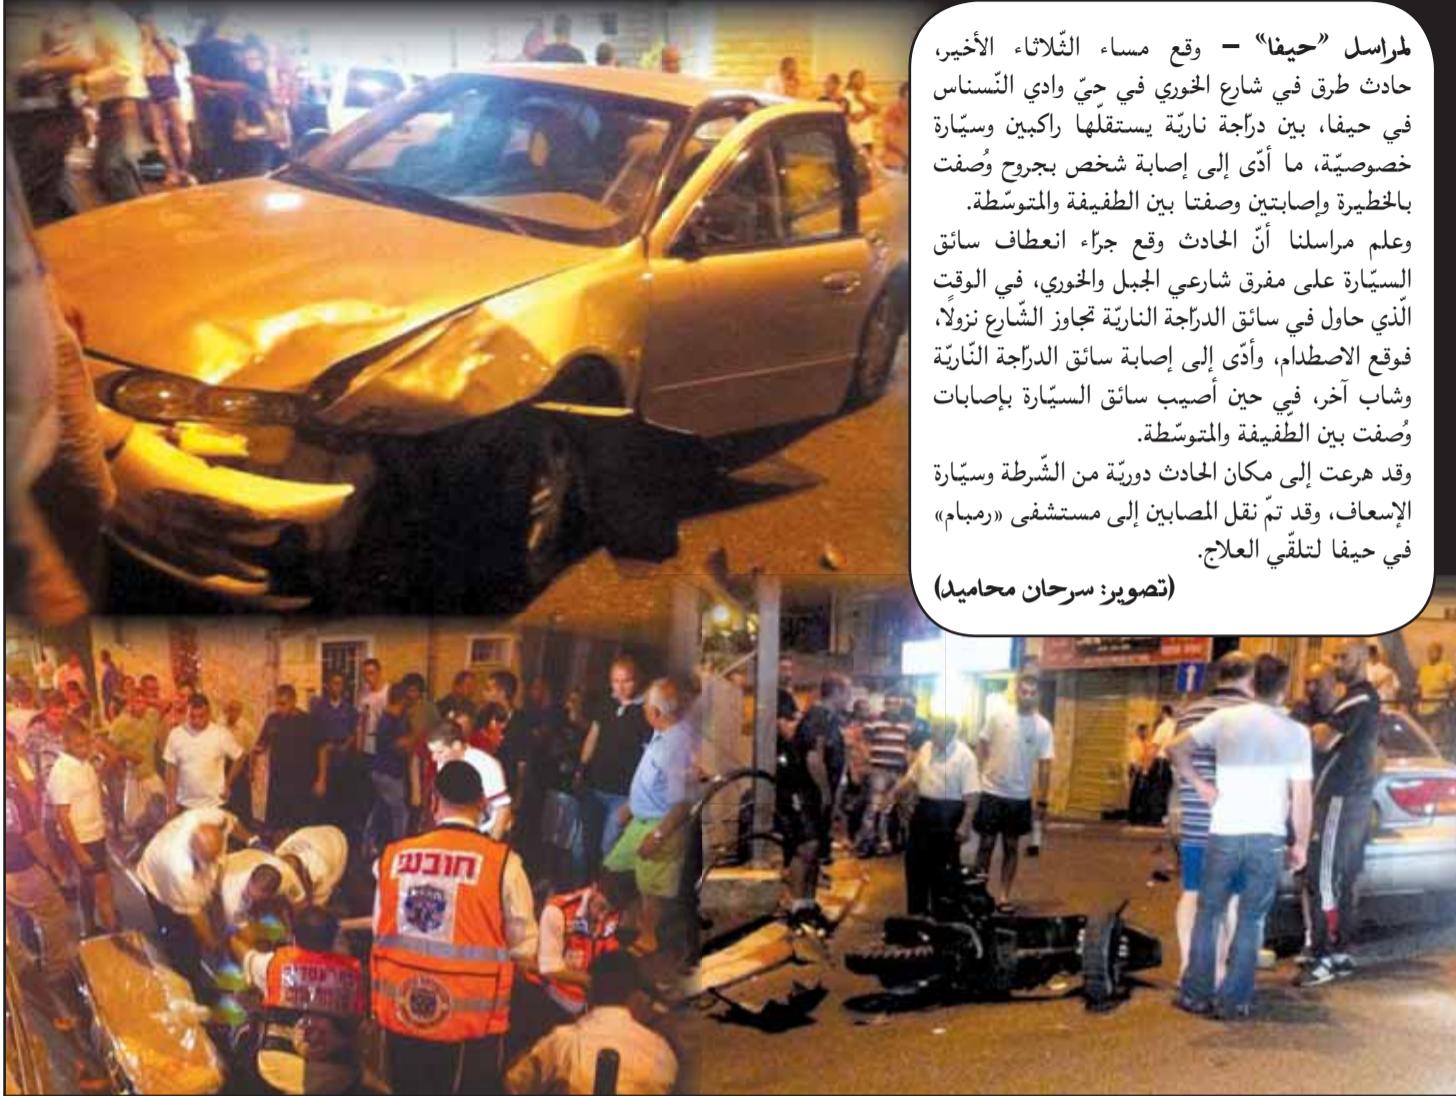 لمراسل "حيفا" – وقع مساء الثّلاثاء الأخير،
حادث طرق في شارع الخوري في حيّ وادي النّسناس
في حيفا، بين درّاجة ناريّة يستقلّها راكبين وسيّارة
خصوصيّة، ما أدّى إلى إصابة شخص بجروح وُصفت
بالخطيرة وإصابتين وصفتا بين الطفيفة والمتوسّطة.
وعلم مراسلنا أنّ الحادث وقع جرّاء انعطاف سائق
السيّارة على مفرق شارعي الجبل والخوري، في الوقت
الّذي حاول في سائق الدرّاجة الناريّة تجاوز الشّارع نزولًا،
فوقع الاصطدام، وأدّى إلى إصابة سائق الدرّاجة النّاريّة
وشاب آخر، في حين أصيب سائق السيّارة بإصابات
وُصفت بين الطّفيفة والمتوسّطة.
وقد هرعت إلى مكان الحادث دوريّة من الشّرطة وسيّارة
الإسعاف، وقد تمّ نقل المصابين إلى مستشفى «رمبام»
في حيفا لتلقّي العلاج.
(تصوير: سرحان محاميد)
חובש